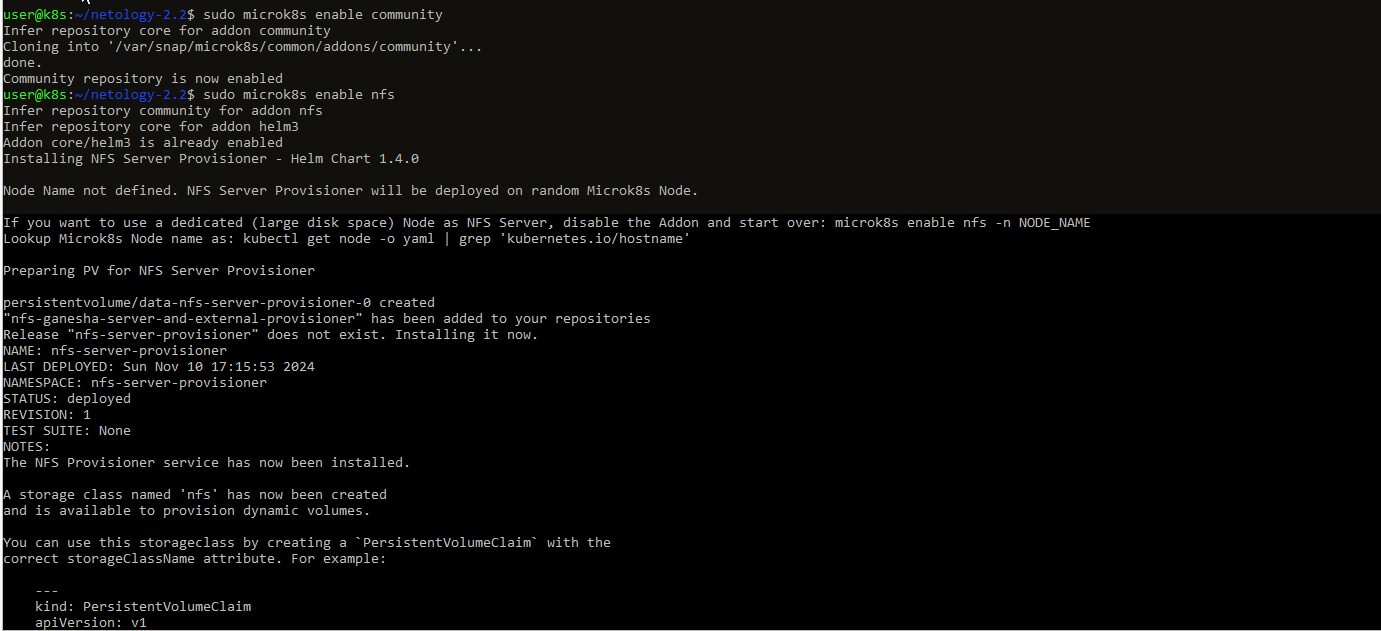 user@k8s:~/netology-2.2$ sudo microk8s enable community
Infer repository core for addon community
Cloning into '/var/snap/microk8s/common/addons/community'...
done.
Community repository is now enabled
user@k8s:~/netology-2.2$ sudo microk8s enable nfs
Infer repository community for addon nfs
Infer repository core for addon helm3
Addon core/helm3 is already enabled
Installing NFS Server Provisioner - Helm Chart 1.4.0
Node Name not defined. NFS Server Provisioner will be deployed on random Microk8s Node.
If you want to use a dedicated (large disk space) Node as NFS Server, disable the Addon and start over: microk8s enable nfs -n NODE_NAME
Lookup Microk8s Node name as: kubectl get node -o yaml | grep 'kubernetes.io/hostname'
Preparing PV for NFS Server Provisioner
persistentvolume/data-nfs-server-provisioner-0 created
"nfs-ganesha-server-and-external-provisioner" has been added to your repositories
Release "nfs-server-provisioner" does not exist. Installing it now.
NAME: nfs-server-provisioner
LAST DEPLOYED: Sun Nov 10 17:15:53 2024
NAMESPACE: nfs-server-provisioner
STATUS: deployed
REVISION: 1
TEST SUITE: None
NOTES:
The NFS Provisioner service has now been installed.
A storage class named 'nfs' has now been created
and is available to provision dynamic volumes.
You can use this storageclass by creating a `PersistentVolumeClaim` with the
correct storageClassName attribute. For example:
---
kind: PersistentVolumeClaim
apiVersion: v1